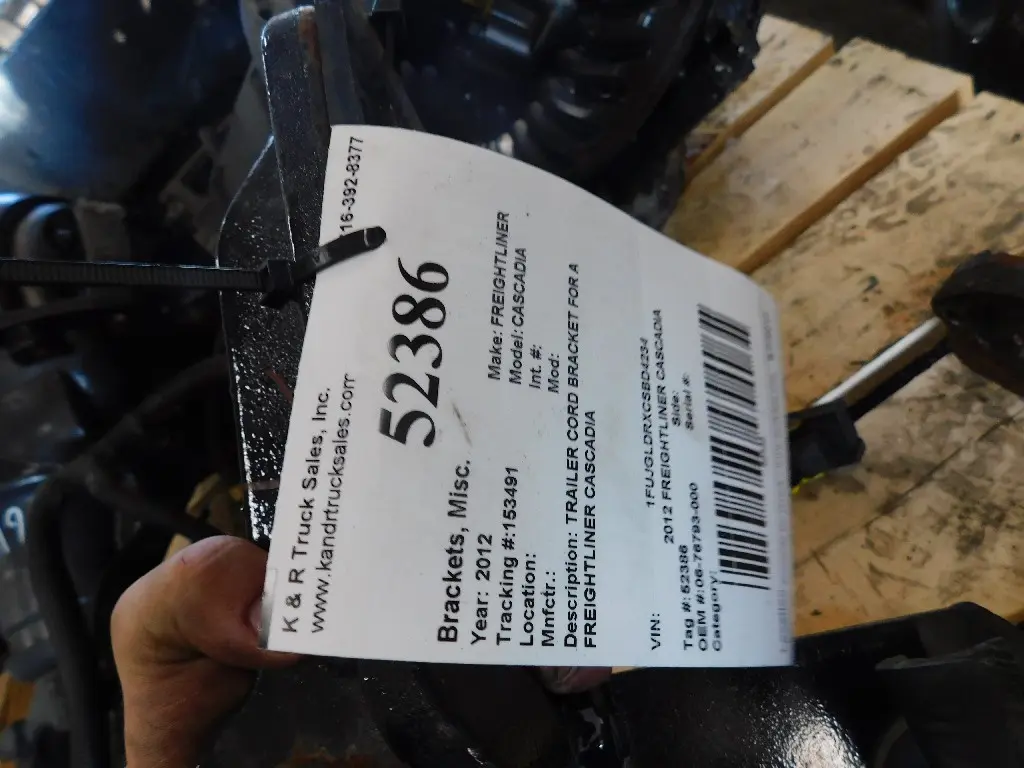 K & R Truck Sales, Inc.
www.kandrtrucksales.com
16-392-8377
52386
Brackets, Misc.
Year: 2012
Make: FREIGHTLINER
Tracking #:153491
Model: CASCADIA
Location:
Int. #:
Mnfctr.:
Mod:
Description: TRAILER CORD BRACKET FOR A
FREIGHTLINER CASCADIA
VIN: 1FUJGLDRXCSBD4234
2012 FREIGHTLINER CASCADIA
Tag #: 52386
Side:
OEM #:06-76793-000
Serial #:
Category: